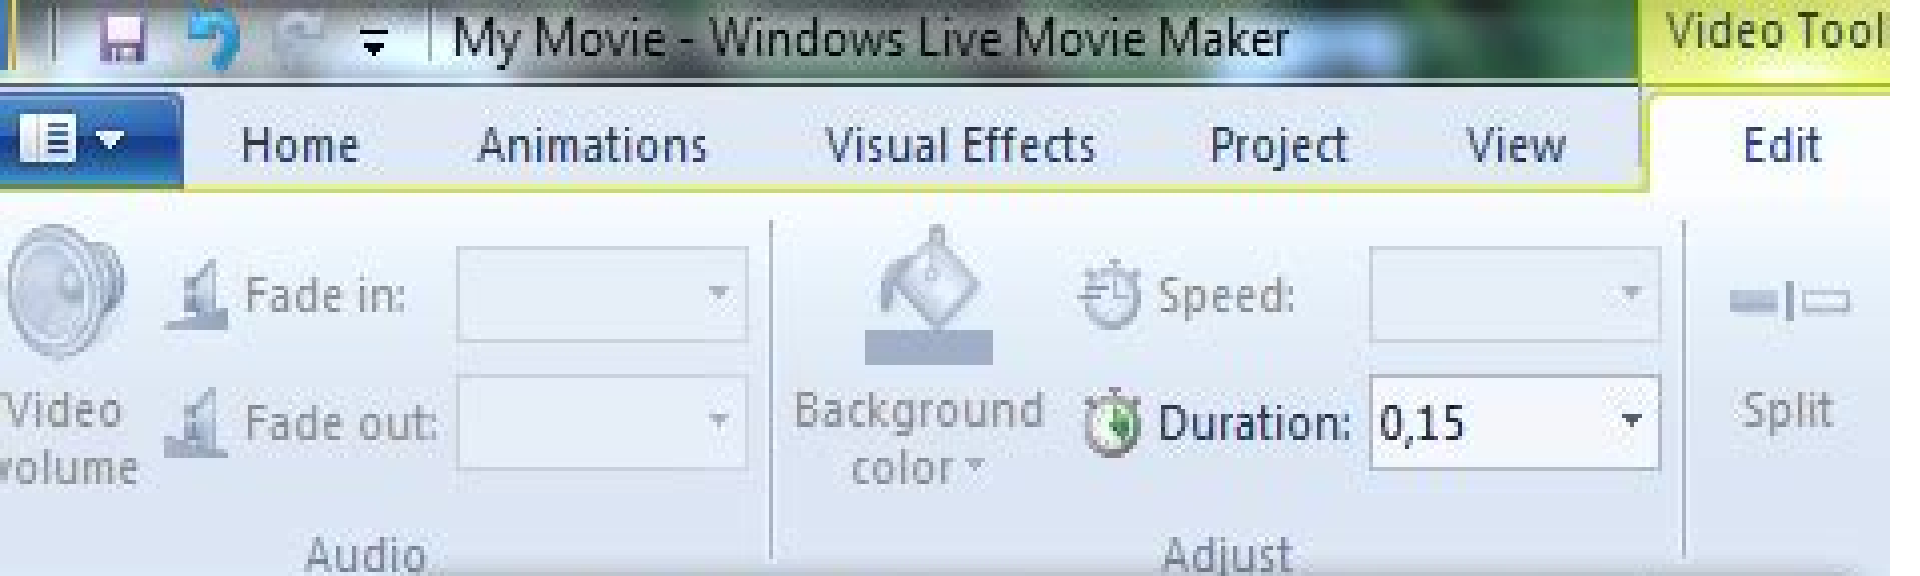 My Movie - Windows Live Movie Maker
Video Tool
Home Animations Visual Effects Project View Edit
Fade in:
Speed:
Video volume
Fade out:
Background color
Duration: 0,15
Split
Audio
Adjust